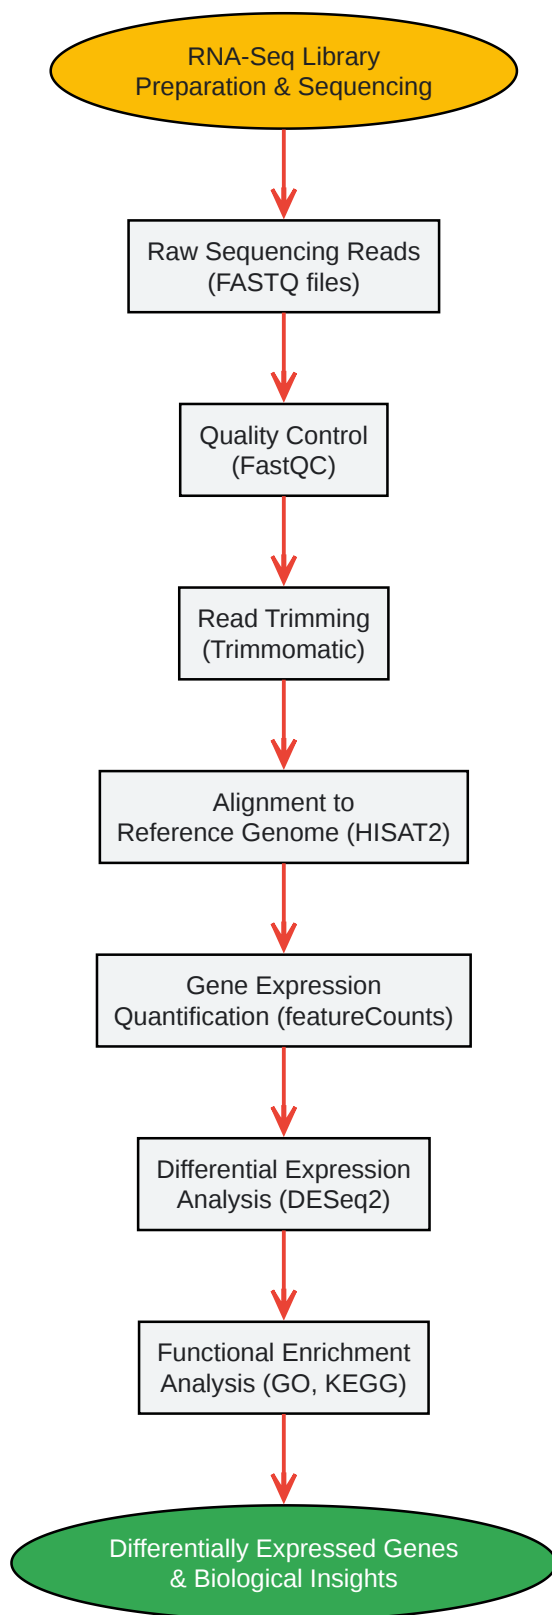 RNA-Seq Library
Preparation & Sequencing
Raw Sequencing Reads
(FASTQ files)
Quality Control
(FastQC)
Read Trimming
(Trimmomatic)
Alignment to
Reference Genome (HISAT2)
Gene Expression
Quantification (featureCounts)
Differential Expression
Analysis (DESeq2)
Functional Enrichment
Analysis (GO, KEGG)
Differentially Expressed Genes
& Biological Insights